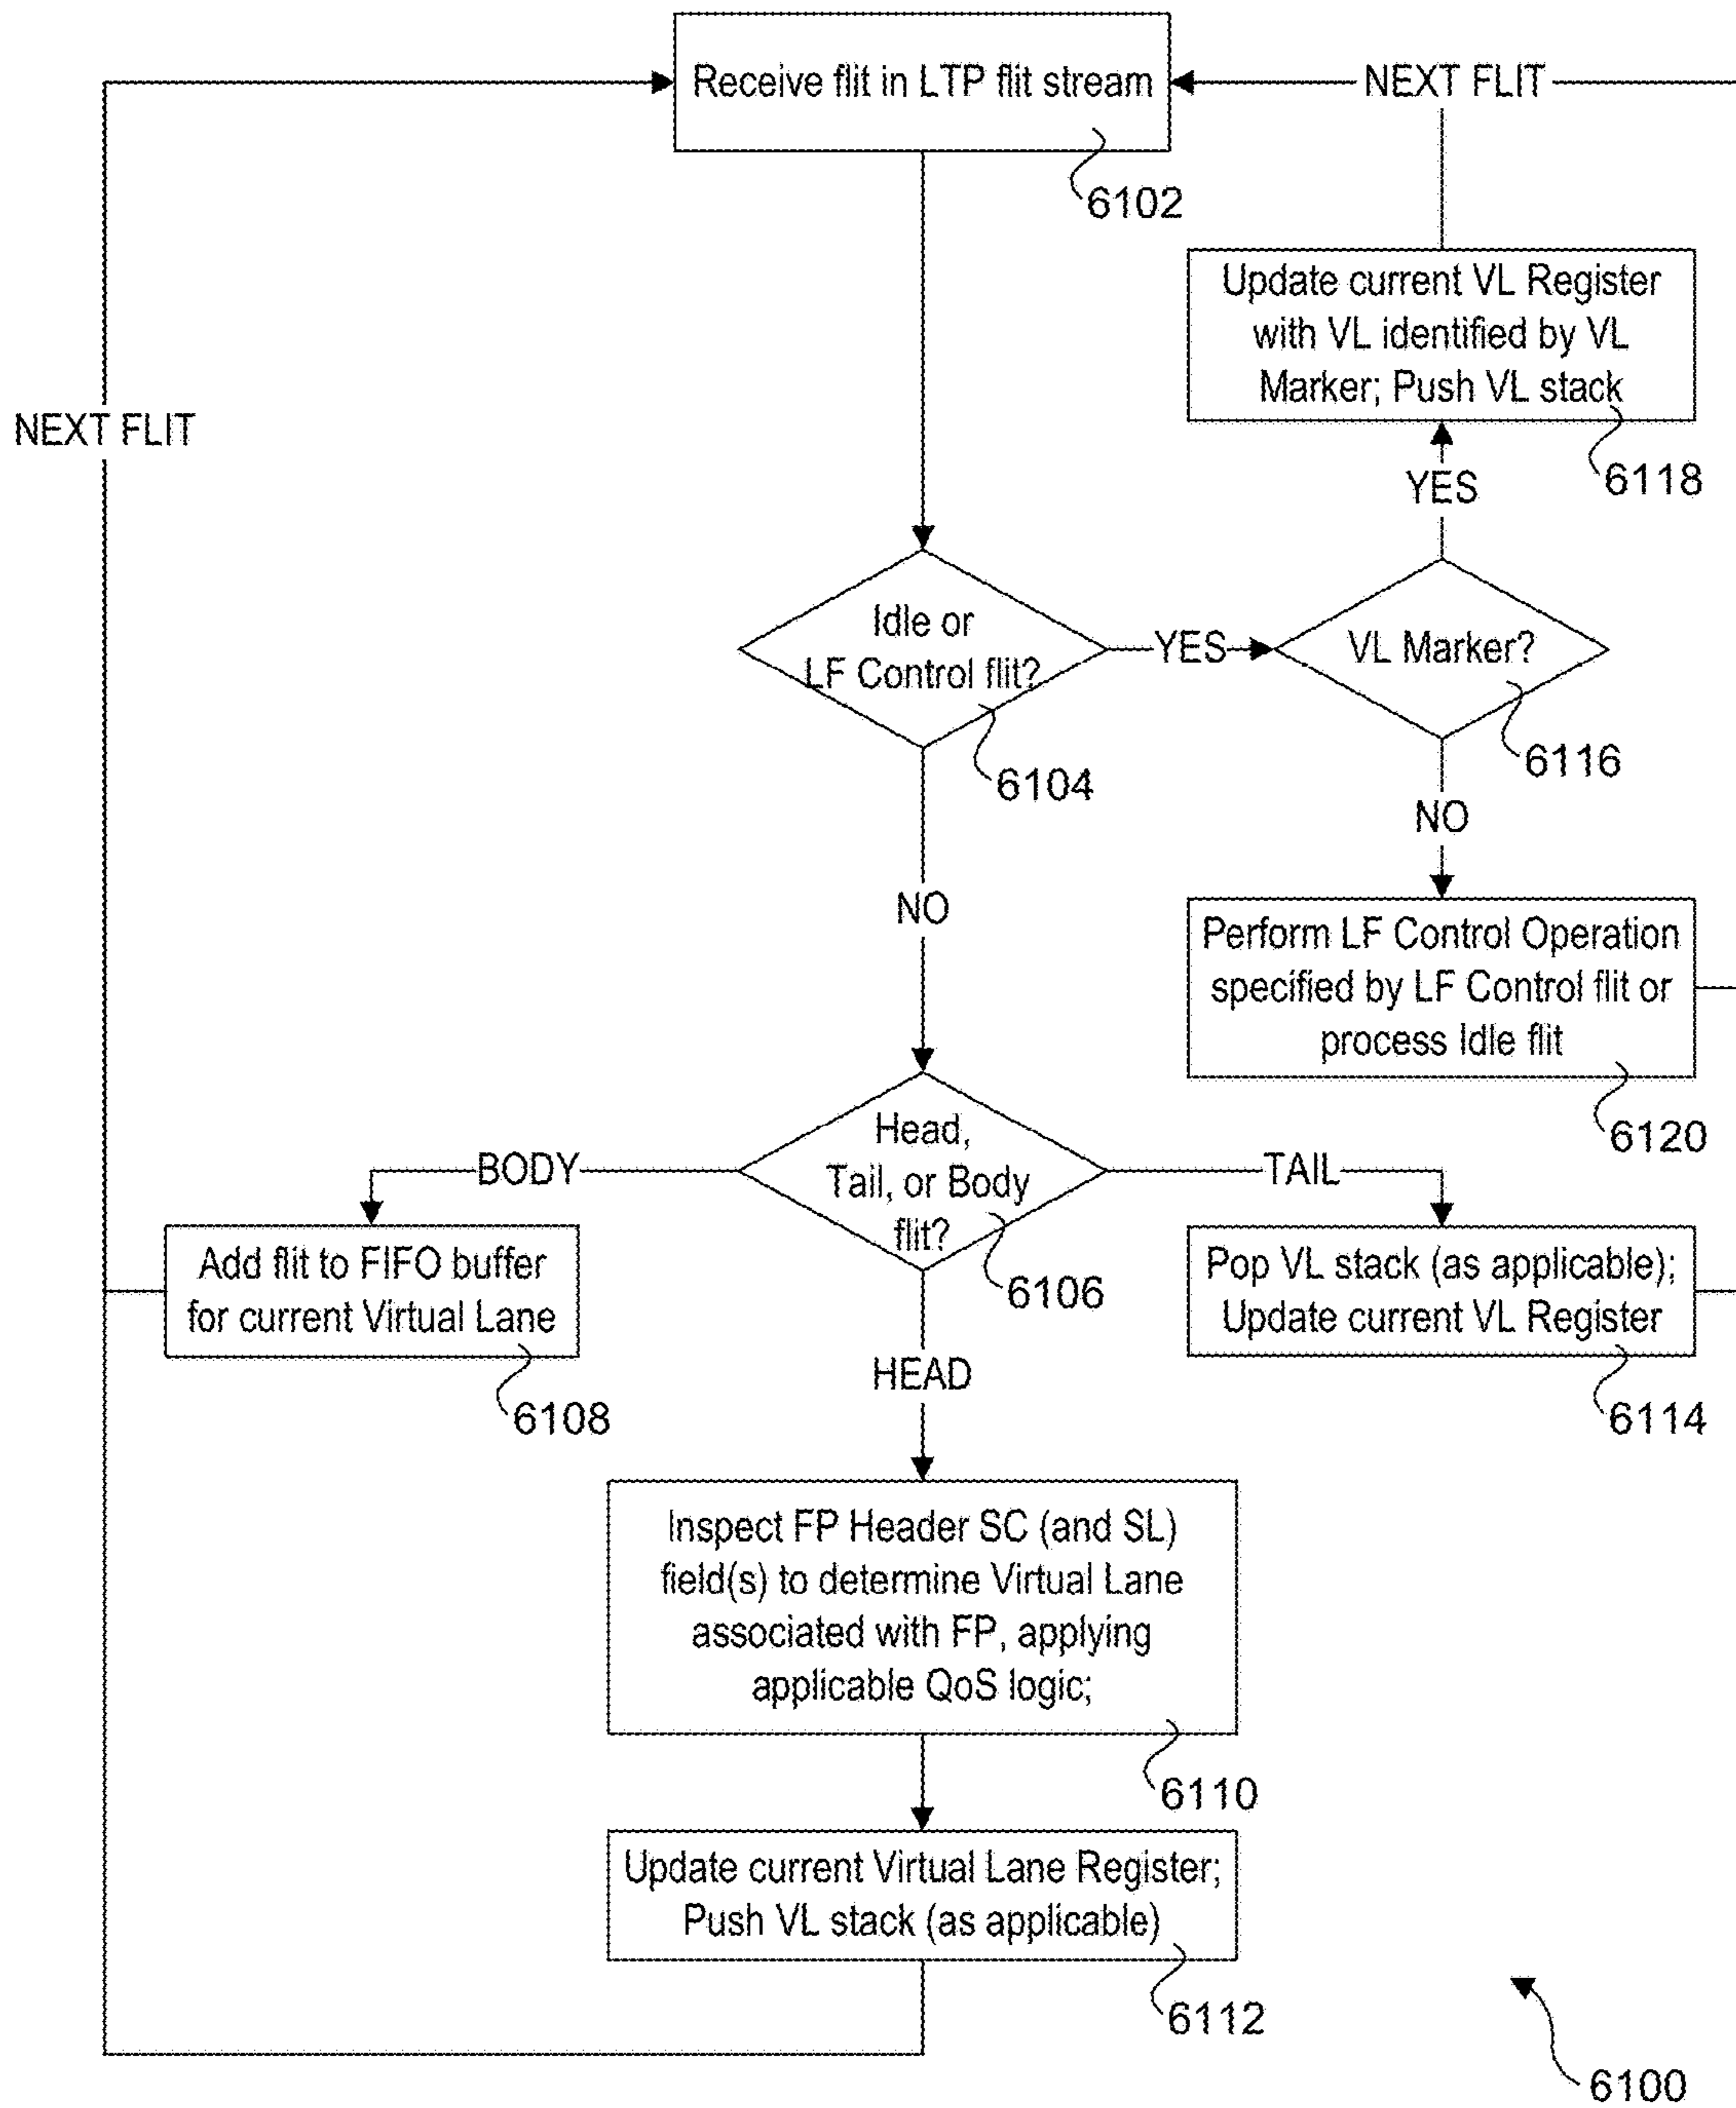 Receive flit in LTP flit stream
NEXT FLIT
6102
Update current VL Register
with VL identified by VL
Marker; Push VL stack
6118
NEXT FLIT
YES
Idle or
LF Control flit?
YES
VL Marker?
6104
6116
NO
NO
Perform LF Control Operation
specified by LF Control flit or
process Idle flit
6120
Head,
Tail, or Body
flit?
BODY
TAIL
6106
Add flit to FIFO buffer
for current Virtual Lane
6108
Pop VL stack (as applicable);
Update current VL Register
6114
HEAD
Inspect FP Header SC (and SL)
field(s) to determine Virtual Lane
associated with FP, applying
applicable QoS logic;
6110
Update current Virtual Lane Register;
Push VL stack (as applicable)
6112
6100